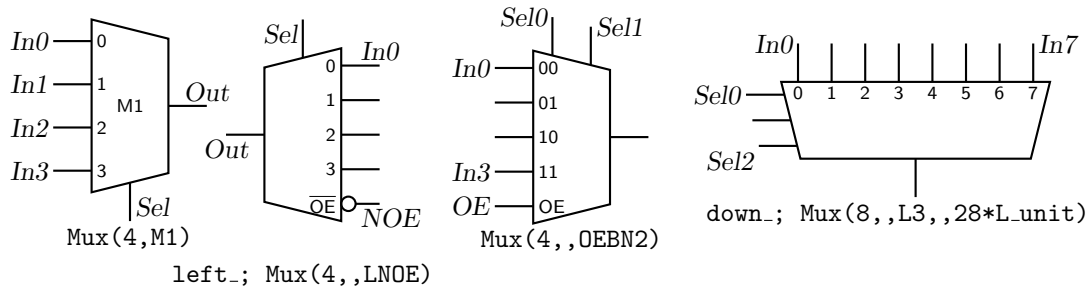 In0
0
In1
1
M1
Out
In2
2
In3
3
Sel
Mux(4,M1)
Sel
0
In0
1
2
Out
3
OE
NOE
left_; Mux(4,,LNOE)
Sel0
Sel1
In0
00
01
10
In3
11
OE
OE
Mux(4,,OEBN2)
In0
In7
Sel0
0 1 2 3 4 5 6 7
Sel2
down_; Mux(8,,L3,,28*L_unit)